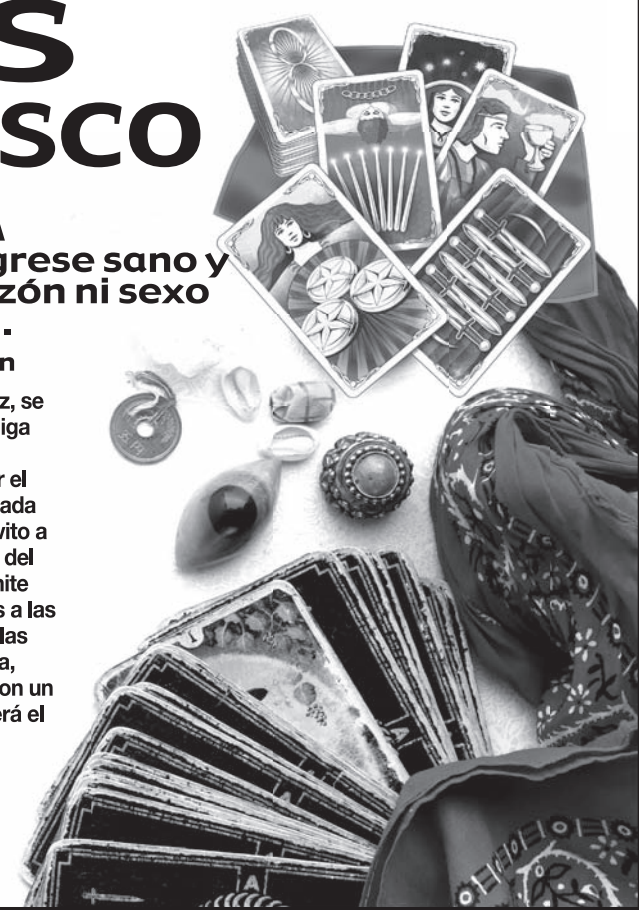 S
SCO
A
grese sano y
zón ni sexo
.
n
z, se
iga
r el
ada
vito a
del
nite
s a las
las
a,
on un
erá el
1
A
A
A